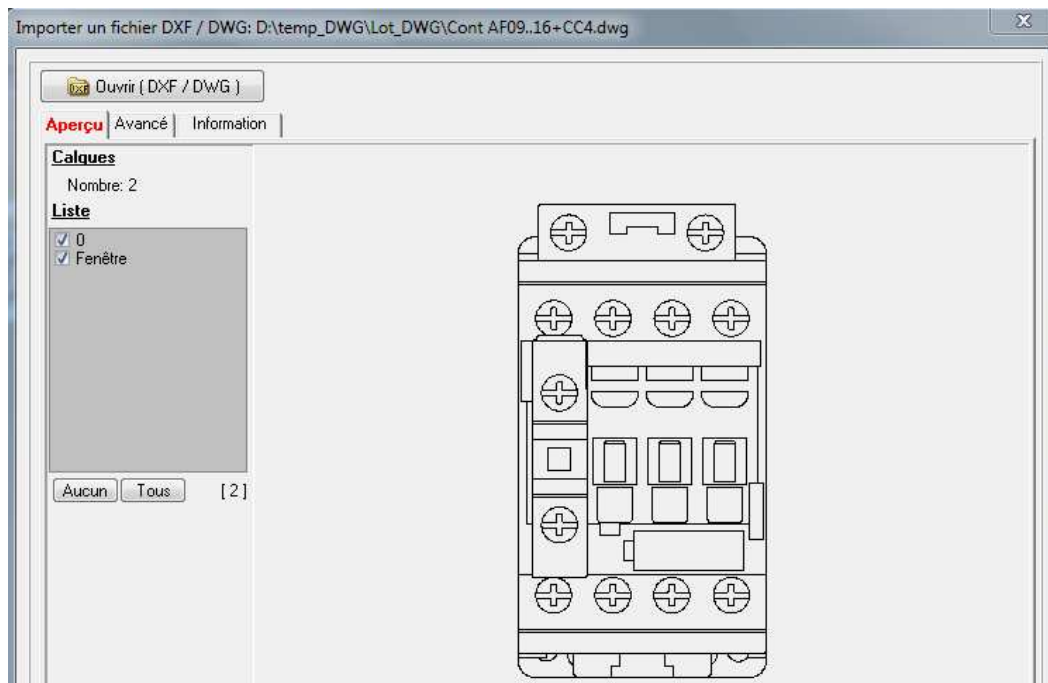 Importer un fichier DXF / DWG: D:\temp_DWG\Lot_DWG\Cont AF09..16+CC4.dwg
DXF Ouvrir ( DXF / DWG )
Aperçu Avancé Information
Calques
Nombre: 2
Liste
0
Fenêtre
Aucun Tous [ 2 ]